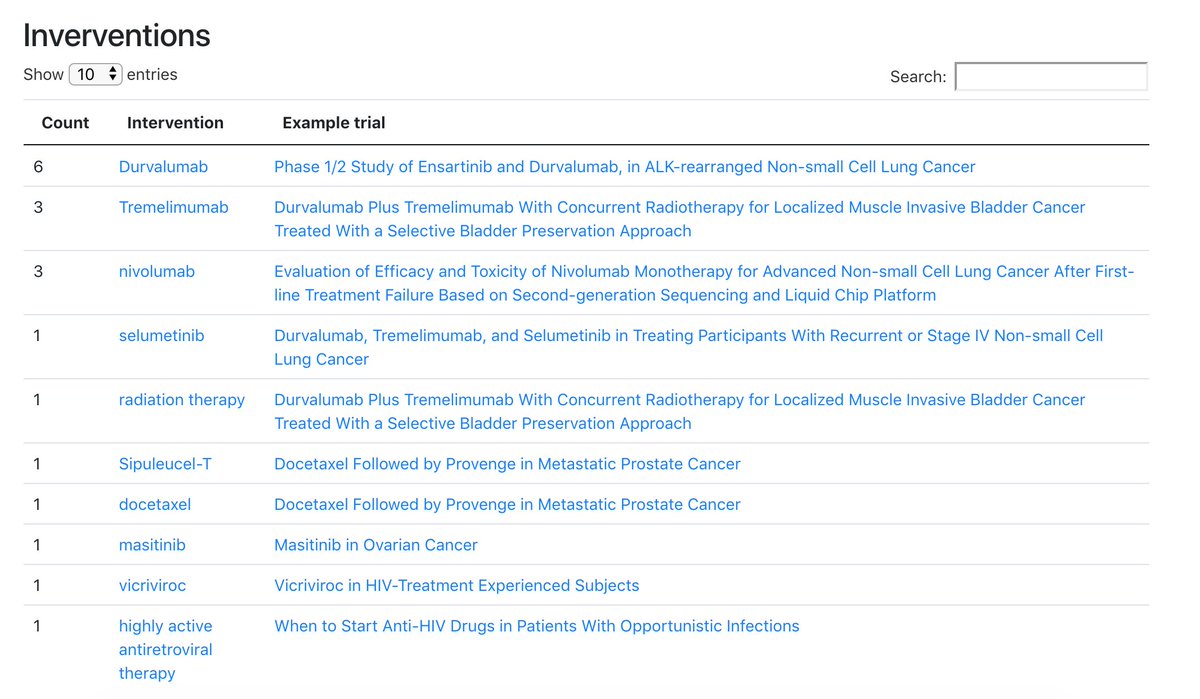 Inverventions
Show 10 entries
Search:
Count Intervention Example trial
6 Durvalumab Phase 1/2 Study of Ensartinib and Durvalumab, in ALK-rearranged Non-small Cell Lung Cancer
3 Tremelimumab Durvalumab Plus Tremelimumab With Concurrent Radiotherapy for Localized Muscle Invasive Bladder Cancer
Treated With a Selective Bladder Preservation Approach
3 nivolumab Evaluation of Efficacy and Toxicity of Nivolumab Monotherapy for Advanced Non-small Cell Lung Cancer After First-
line Treatment Failure Based on Second-generation Sequencing and Liquid Chip Platform
1 selumetinib Durvalumab, Tremelimumab, and Selumetinib in Treating Participants With Recurrent or Stage IV Non-small Cell
Lung Cancer
1 radiation therapy Durvalumab Plus Tremelimumab With Concurrent Radiotherapy for Localized Muscle Invasive Bladder Cancer
Treated With a Selective Bladder Preservation Approach
1 Sipuleucel-T Docetaxel Followed by Provenge in Metastatic Prostate Cancer
1 docetaxel Docetaxel Followed by Provenge in Metastatic Prostate Cancer
1 masitinib Masitinib in Ovarian Cancer
1 vicriviroc Vicriviroc in HIV-Treatment Experienced Subjects
1 highly active When to Start Anti-HIV Drugs in Patients With Opportunistic Infections
antiretroviral
therapy